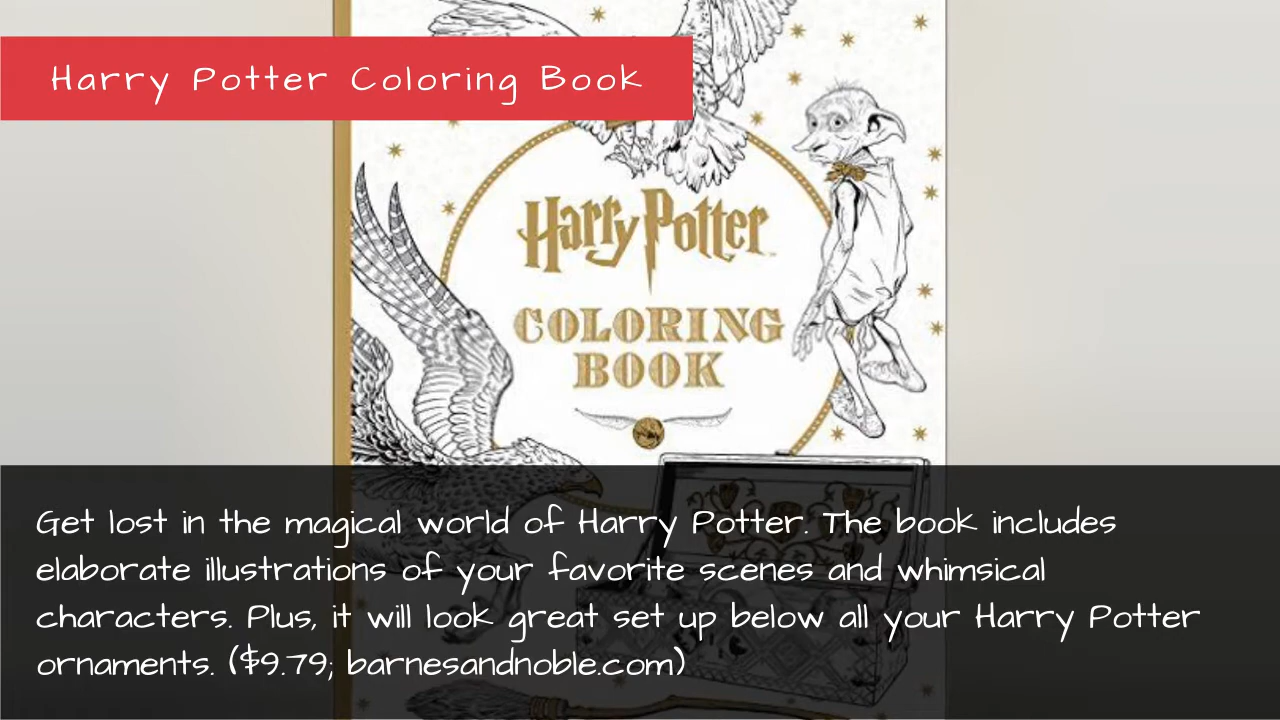 Harry Potter Coloring Book
Harry Potter
COLORING
BOOK
Get lost in the magical world of Harry Potter. The book includes
elaborate illustrations of your favorite scenes and whimsical
characters. Plus, it will look great set up below all your Harry Potter
ornaments. ($9.79; barnesandnoble.com)